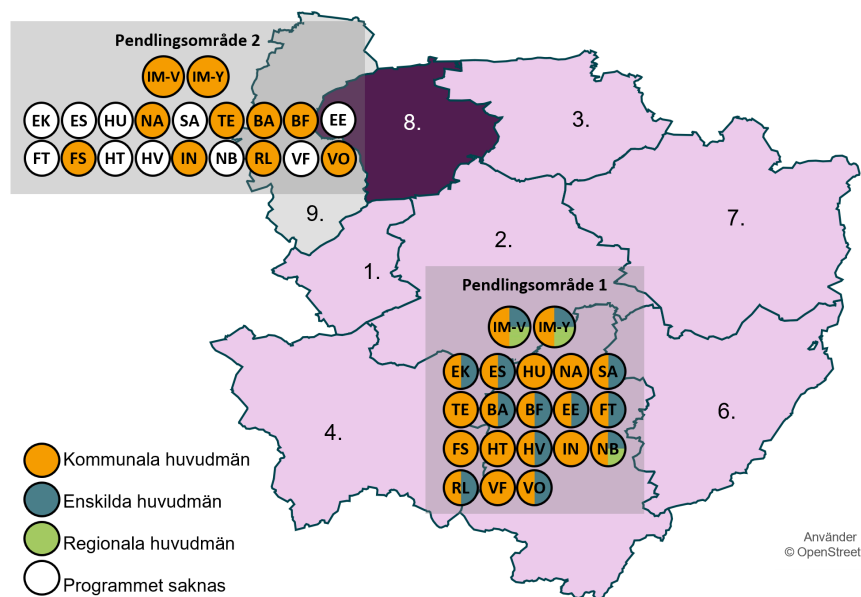 Pendlingsområde 2
IM-V IM-Y
EK ES HU NA SA TE BA BF EE
FT FS HT HV IN NB RL VF VO
8.
3.
9.
2.
7.
1.
Pendlingsområde 1
IM-V IM-Y
EK ES HU NA SA
TE BA BF EE FT
FS HT HV IN NB
RL VF VO
6.
4.
Kommunala huvudmän
Enskilda huvudmän
Regionala huvudmän
Programmet saknas
Använder
© OpenStreet